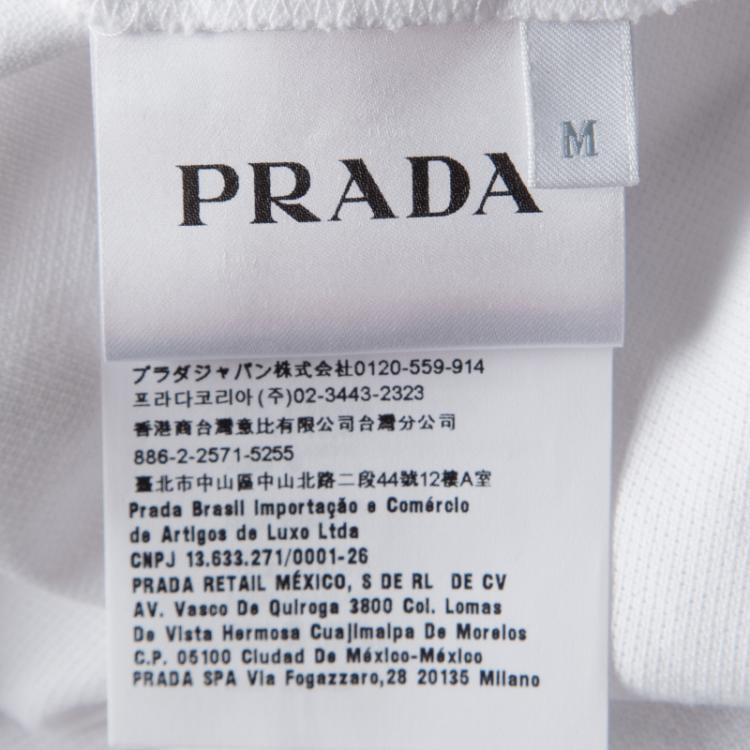 PRADA
M
プラダジャパン株式会社0120-559-914
프라다코리아(주)02-3443-2323
香港商台灣意比有限公司台灣分公司
886-2-2571-5255
臺北市中山區中山北路二段44號12樓A室
Prada Brasil Importação e Comércio
de Artigos de Luxo Ltda
CNPJ 13.633.271/0001-26
PRADA RETAIL MÉXICO, S DE RL DE CV
AV. Vasco De Quiroga 3800 Col. Lomas
De Vista Hermosa Cuajimalpa De Morelos
C.P. 05100 Ciudad De México-México
PRADA SPA Via Fogazzaro,28 20135 Milano